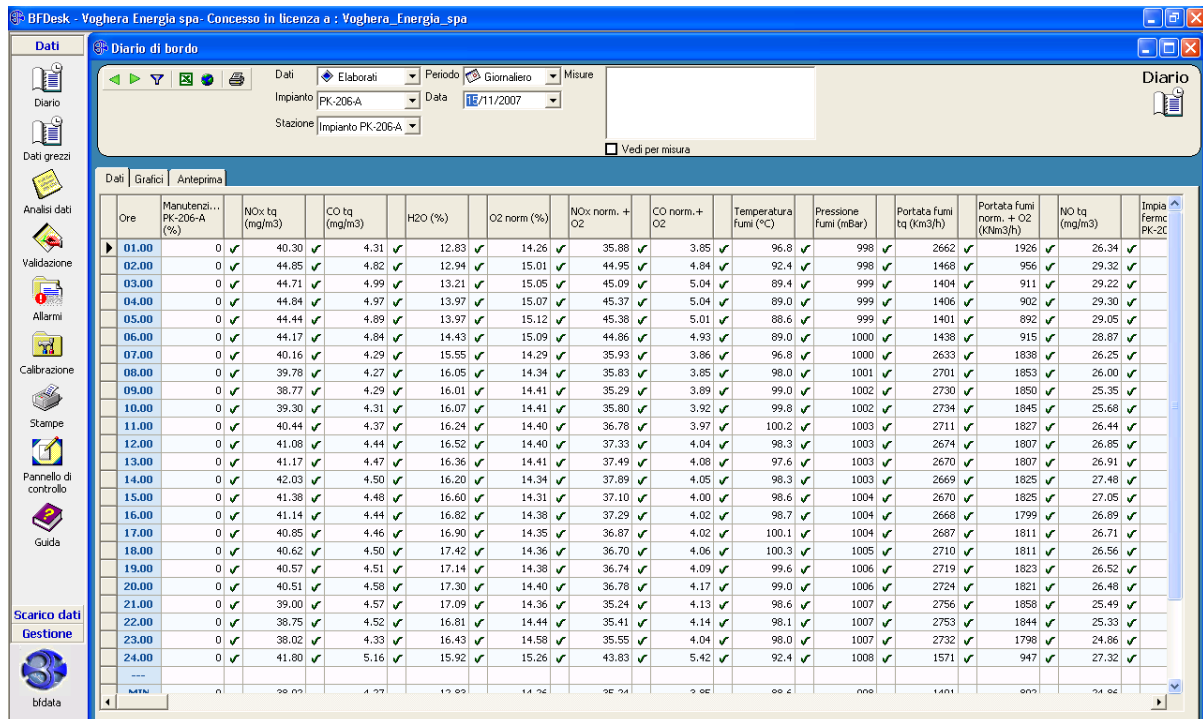 BFDesk - Voghera Energia spa- Concesso in licenza a : Voghera_Energia_spa
Dati
Diario
Dati grezzi
Analisi dati
Validazione
Allarmi
Calibrazione
Stampe
Pannello di
controllo
Guida
Scarico dati
Gestione
bfdata
Diario di bordo
Dati Elaborati Periodo Giornaliero Misure
Impianto PK-206-A Data 15/11/2007
Stazione Impianto PK-206-A
Vedi per misura
Diario
Dati Grafici Anteprima
Ore Manutenzi... PK-206-A (%) NOx tq (mg/m3) CO tq (mg/m3) H2O (%) O2 norm (%) NOx norm. + O2 CO norm.+ O2 Temperatura fumi (°C) Pressione fumi (mBar) Portata fumi tq (Km3/h) Portata fumi norm. + O2 (KNm3/h) NO tq (mg/m3) Impia fermo PK-20
01.00 0 40.30 4.31 12.83 14.26 35.88 3.85 96.8 998 2662 1926 26.34
02.00 0 44.85 4.82 12.94 15.01 44.95 4.84 92.4 998 1468 956 29.32
03.00 0 44.71 4.99 13.21 15.05 45.09 5.04 89.4 999 1404 911 29.22
04.00 0 44.84 4.97 13.97 15.07 45.37 5.04 89.0 999 1406 902 29.30
05.00 0 44.44 4.89 13.97 15.12 45.38 5.01 88.6 999 1401 892 29.05
06.00 0 44.17 4.84 14.43 15.09 44.86 4.93 89.0 1000 1438 915 28.87
07.00 0 40.16 4.29 15.55 14.29 35.93 3.86 96.8 1000 2633 1838 26.25
08.00 0 39.78 4.27 16.05 14.34 35.83 3.85 98.0 1001 2701 1853 26.00
09.00 0 38.77 4.29 16.01 14.41 35.29 3.89 99.0 1002 2730 1850 25.35
10.00 0 39.30 4.31 16.07 14.41 35.80 3.92 99.8 1002 2734 1845 25.68
11.00 0 40.44 4.37 16.24 14.40 36.78 3.97 100.2 1003 2711 1827 26.44
12.00 0 41.08 4.44 16.52 14.40 37.33 4.04 98.3 1003 2674 1807 26.85
13.00 0 41.17 4.47 16.36 14.41 37.49 4.08 97.6 1003 2670 1807 26.91
14.00 0 42.03 4.50 16.20 14.34 37.89 4.05 98.3 1003 2669 1825 27.48
15.00 0 41.38 4.48 16.60 14.31 37.10 4.00 98.6 1004 2670 1825 27.05
16.00 0 41.14 4.44 16.82 14.38 37.29 4.02 98.7 1004 2668 1799 26.89
17.00 0 40.85 4.46 16.90 14.35 36.87 4.02 100.1 1004 2687 1811 26.71
18.00 0 40.62 4.50 17.42 14.36 36.70 4.06 100.3 1005 2710 1811 26.56
19.00 0 40.57 4.51 17.14 14.38 36.74 4.09 99.6 1006 2719 1823 26.52
20.00 0 40.51 4.58 17.30 14.40 36.78 4.17 99.0 1006 2724 1821 26.48
21.00 0 39.00 4.57 17.09 14.36 35.24 4.13 98.6 1007 2756 1858 25.49
22.00 0 38.75 4.52 16.81 14.44 35.41 4.14 98.1 1007 2753 1844 25.33
23.00 0 38.02 4.33 16.43 14.58 35.55 4.04 98.0 1007 2732 1798 24.86
24.00 0 41.80 5.16 15.92 15.26 43.83 5.42 92.4 1008 1571 947 27.32
---
MIN 0 38.02 4.27 12.83 14.26 35.24 3.85 88.6 998 1401 892 24.86